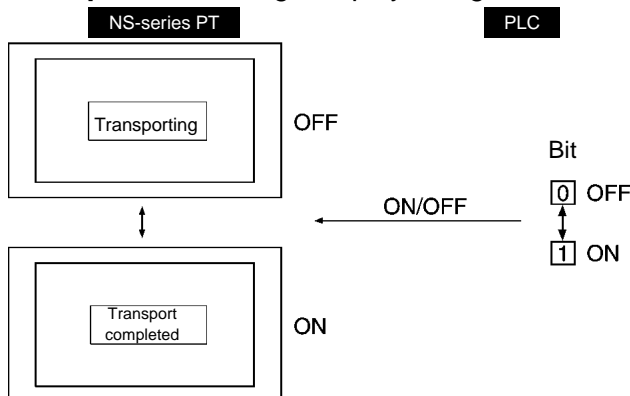 NS-series PT
PLC
Transporting
OFF
Bit
0 OFF
ON/OFF
1 ON
Transport
completed
ON